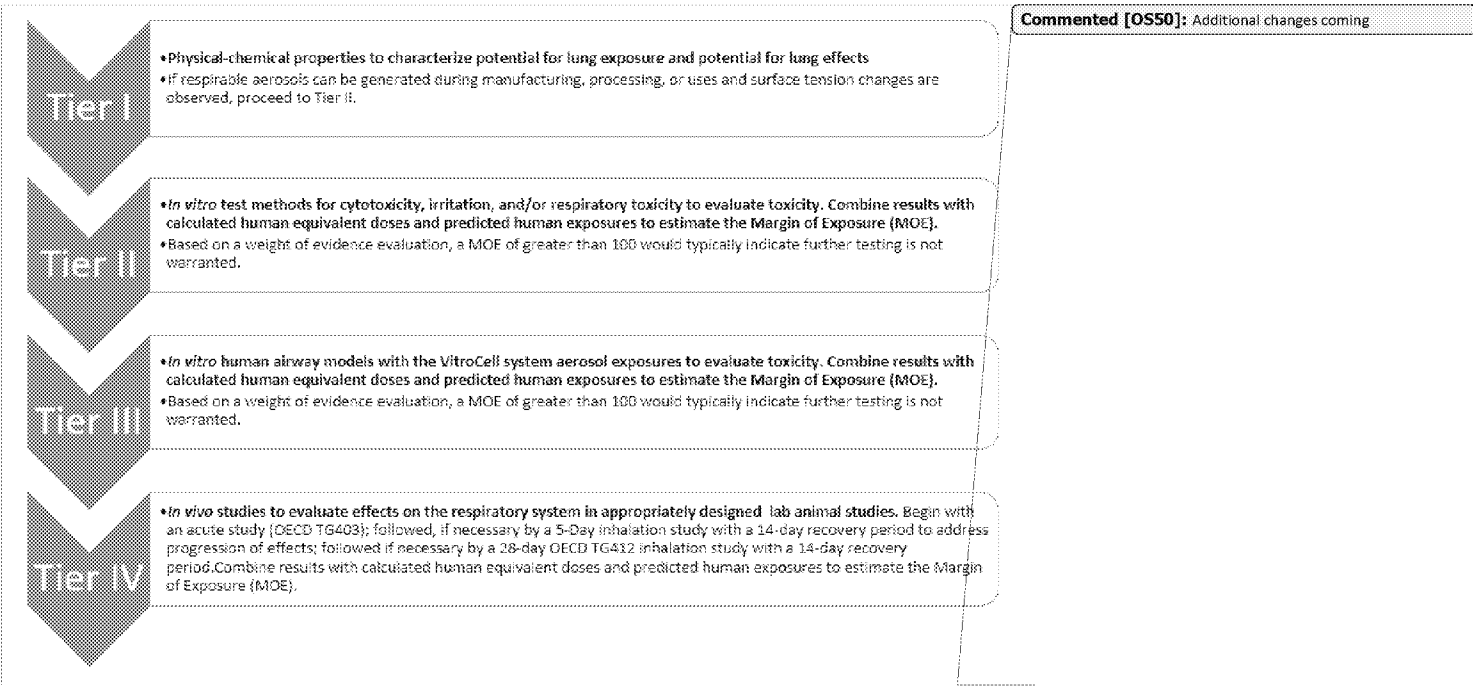 Commented [OS50]: Additional changes coming
Tier I
•Physical-chemical properties to characterize potential for lung exposure and potential for lung effects
•If respirable aerosols can be generated during manufacturing, processing, or uses and surface tension changes are
observed, proceed to Tier II.
Tier II
•In vitro test methods for cytotoxicity, irritation, and/or respiratory toxicity to evaluate toxicity. Combine results with
calculated human equivalent doses and predicted human exposures to estimate the Margin of Exposure (MOE).
•Based on a weight of evidence evaluation, a MOE of greater than 100 would typically indicate further testing is not
warranted.
Tier III
•In vitro human airway models with the VitroCell system aerosol exposures to evaluate toxicity. Combine results with
calculated human equivalent doses and predicted human exposures to estimate the Margin of Exposure (MOE).
•Based on a weight of evidence evaluation, a MOE of greater than 100 would typically indicate further testing is not
warranted.
Tier IV
•In vivo studies to evaluate effects on the respiratory system in appropriately designed lab animal studies. Begin with
an acute study (OECD TG403); followed, if necessary by a 5-Day inhalation study with a 14-day recovery period to address
progression of effects; followed if necessary by a 28-day OECD TG412 inhalation study with a 14-day recovery
period.Combine results with calculated human equivalent doses and predicted human exposures to estimate the Margin
of Exposure (MOE).